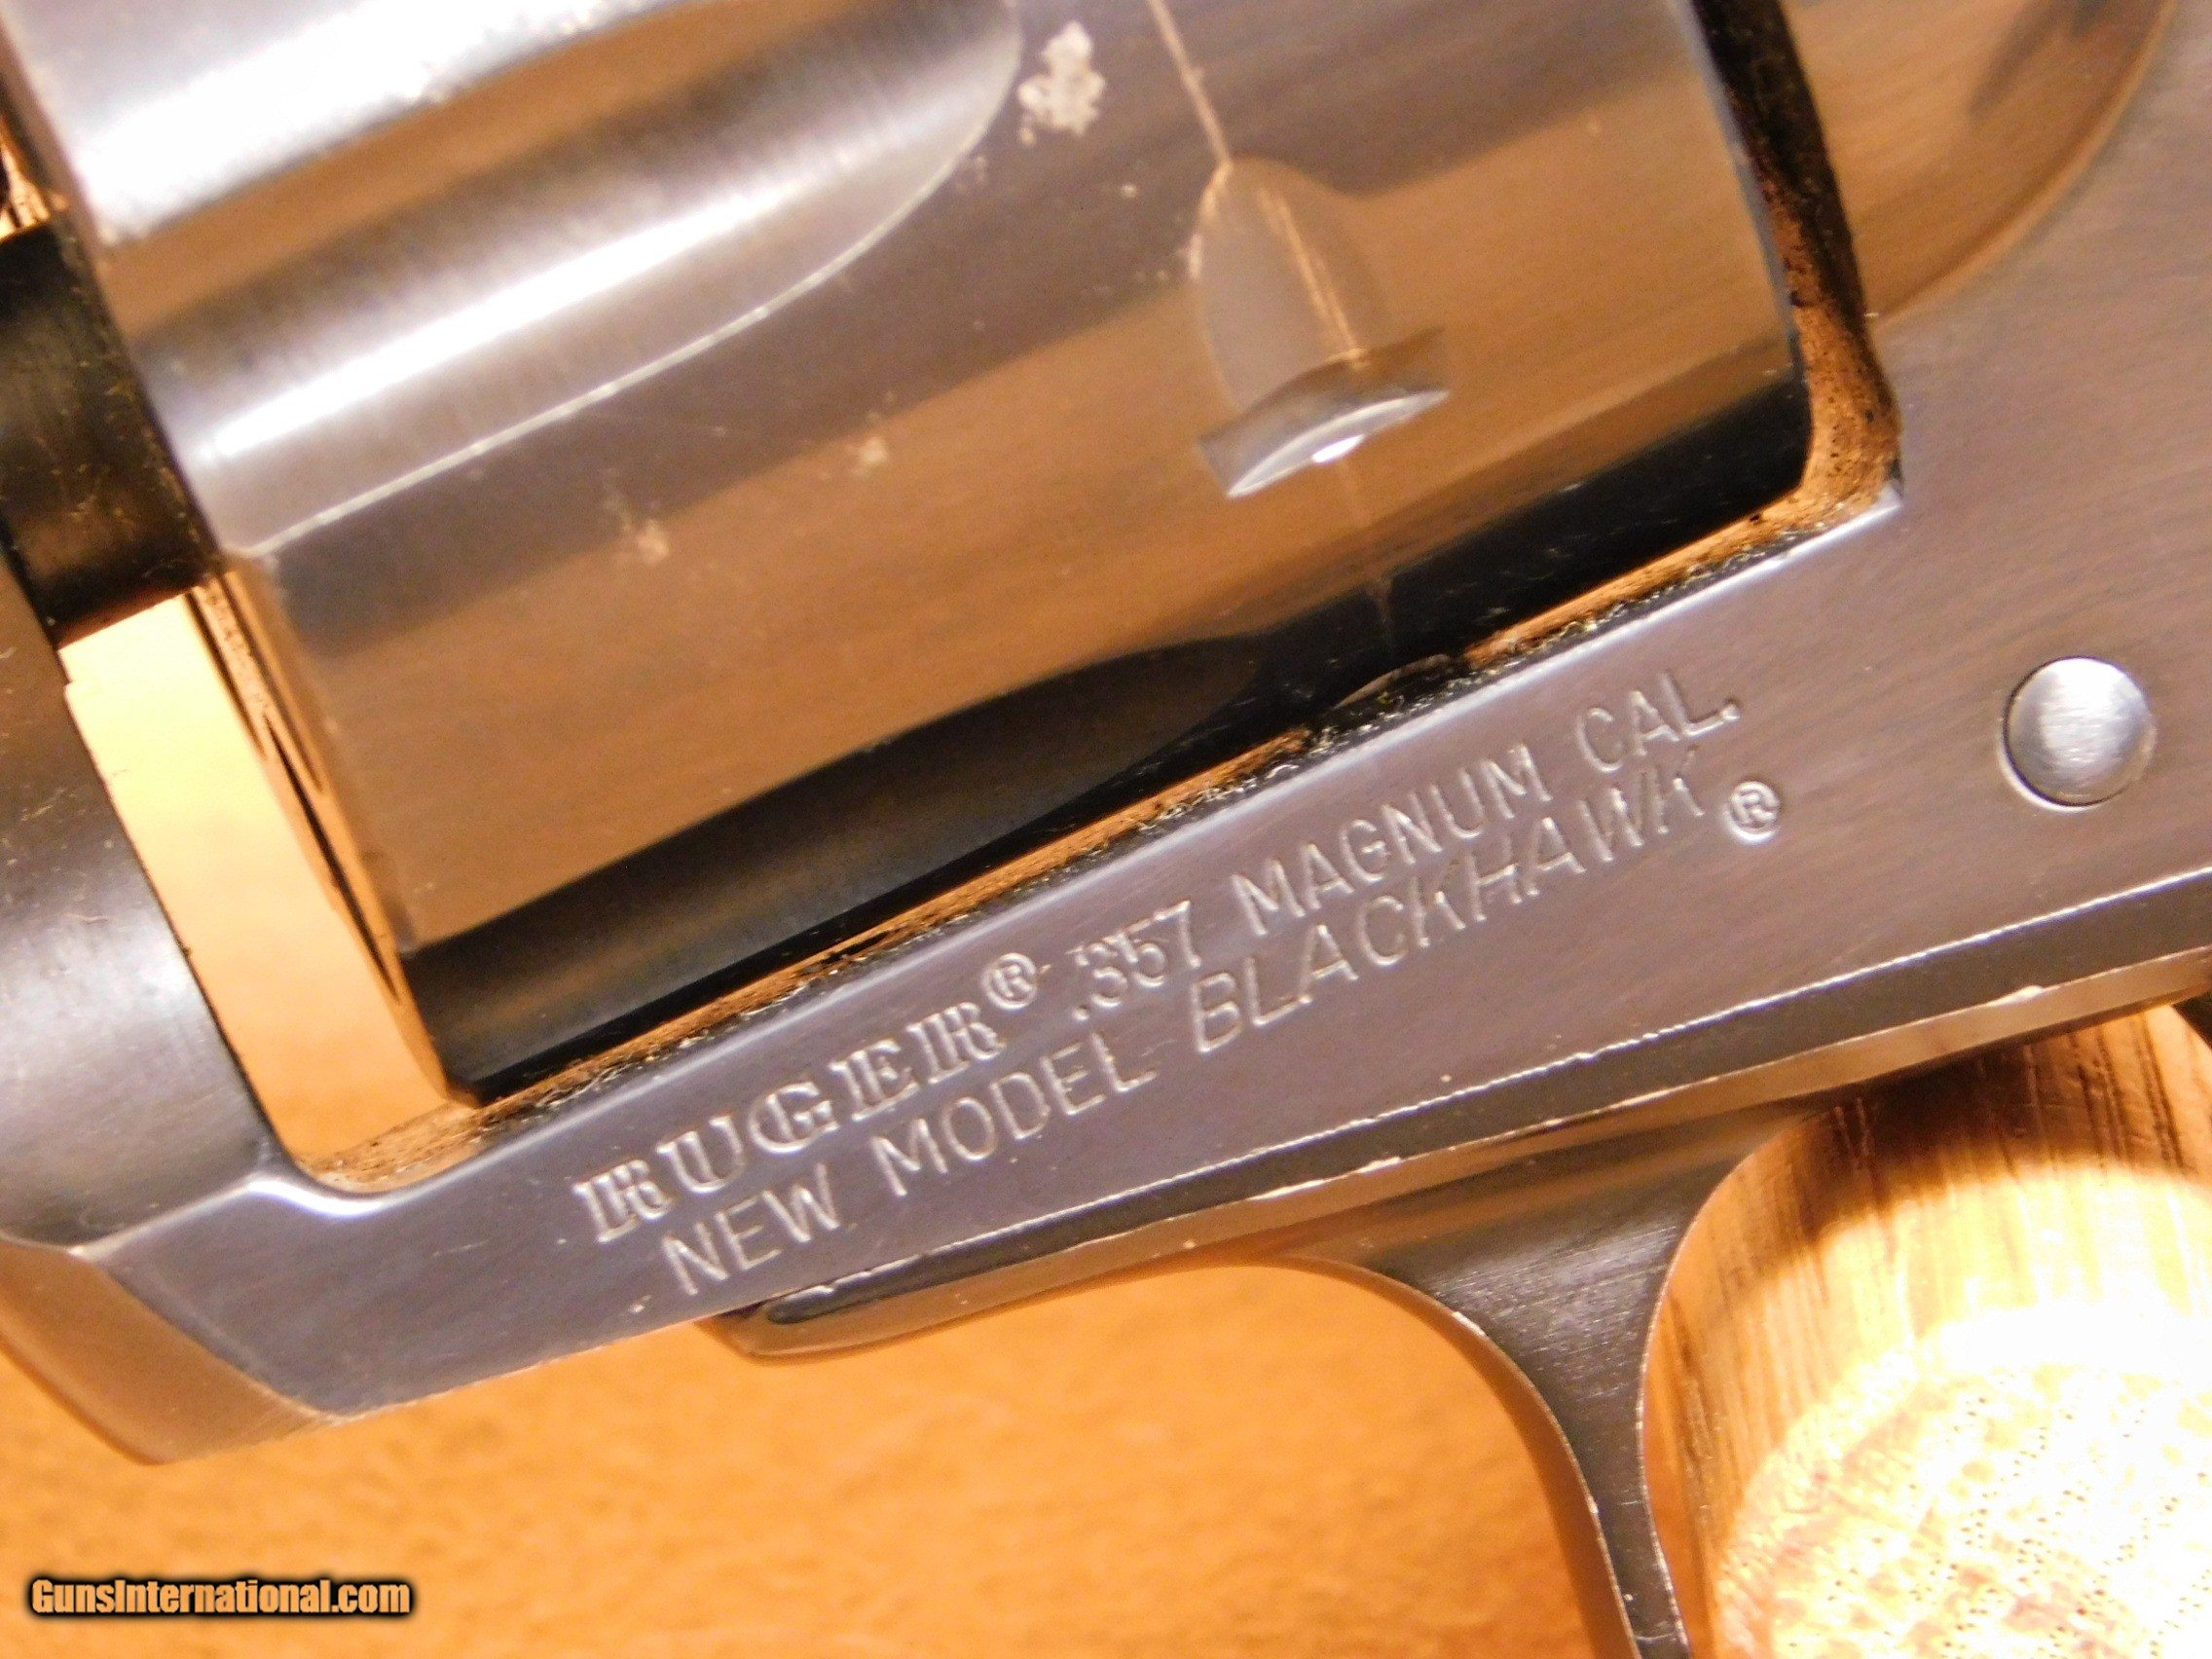 RUGER® .357 MAGNUM CAL.
NEW MODEL BLACKHAWK ®
GunsInternational.com